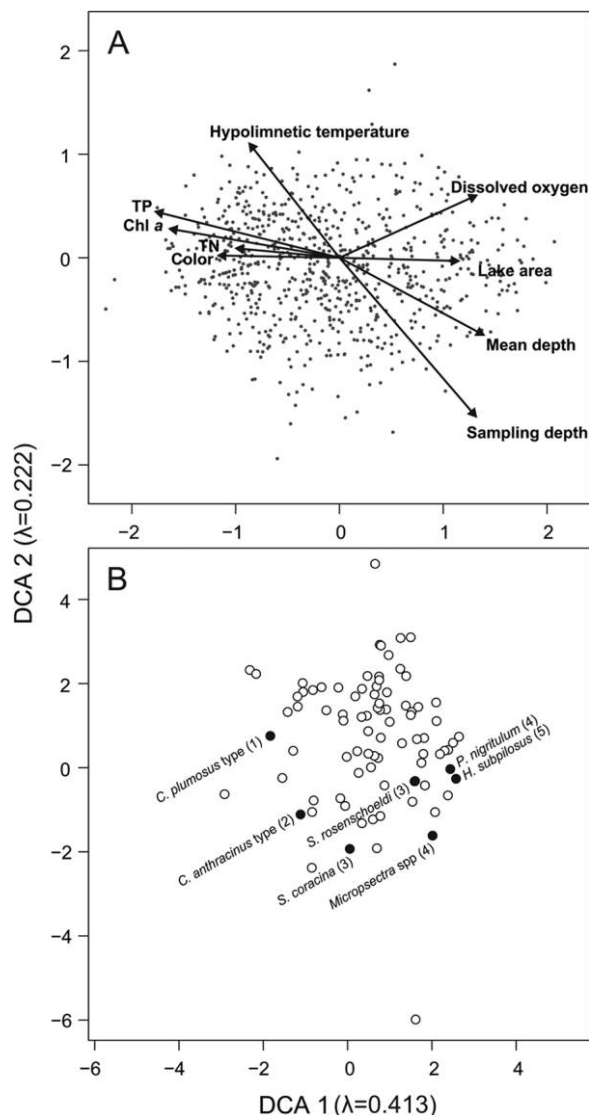 A
2
1
0
−1
−2
Hypolimnetic temperature
Dissolved oxygen
TP
Chl a
TN
Color
Lake area
Mean depth
Sampling depth
−2 −1 0 1 2
DCA 2 (λ=0.222)
B
4
2
0
−2
−4
−6
C. plumosus type (1)
C. anthracinus type (2)
S. rosenschoeldi (3)
S. coracina (3)
P. nigritulum (4)
H. subpilosus (5)
Micropsectra spp (4)
−6 −4 −2 0 2 4
DCA 1 (λ=0.413)